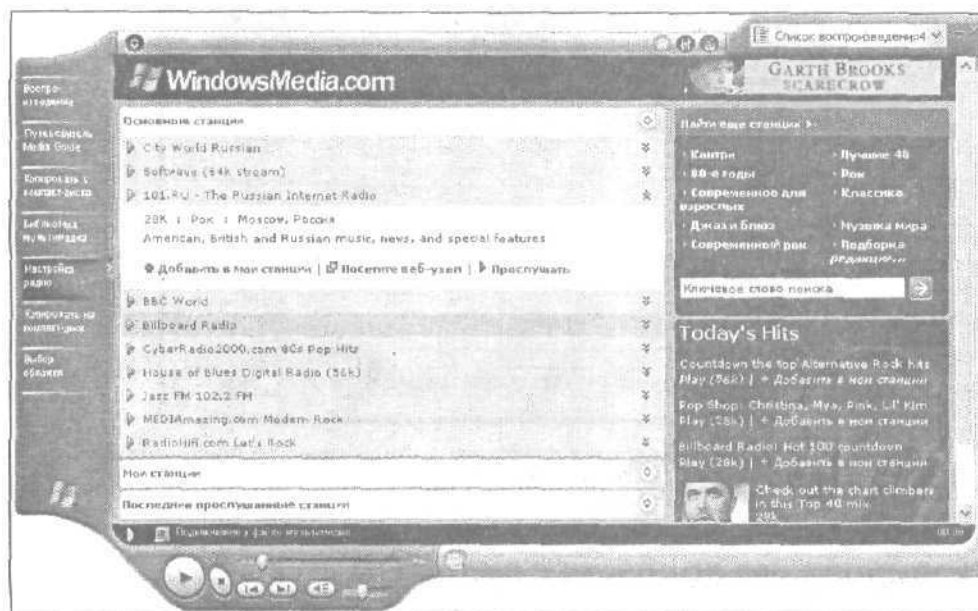 Список воспроизведения4
WindowsMedia.com
GARTH BROOKS
SCARECROW
Воспро-
изведение
Путеводитель
Media Guide
Копировать с
компакт-диска
Библиотека
мультимедиа
Настройка
радио
Копировать на
компакт-диск
Выбор
обложки
Основные станции
City World Russian
Softwave (64k stream)
101.RU - The Russian Internet Radio
28K : Рок : Moscow, Россия
American, British and Russian music, news, and special features
Добавить в мои станции | Посетите веб-узел | Прослушать
BBC World
Billboard Radio
CyberRadio2000.com 80s Pop Hits
House of Blues Digital Radio (56k)
Jazz FM 102.2 FM
MEDIAmazing.com Modern Rock
RadioHifi.com Let's Rock
Мои станции
Последние прослушанные станции
Найти еще станции
Кантри
Лучшие 40
80-е годы
Рок
Современное для
взрослых
Классика
Джаз и Блюз
Музыка мира
Современный рок
Подборка
редакции...
Ключевое слово поиска
Today's Hits
Countdown the top Alternative Rock hits
Play (56k) | + Добавить в мои станции
Pop Shop: Christina, Mya, Pink, Lil' Kim
Play (28k) | + Добавить в мои станции
Billboard Radio: Hot 100 countdown
Play (28k) | + Добавить в мои станции
Check out the chart climbers
in this Top 40 mix.
28k
Подключение к файлу мультимедиа